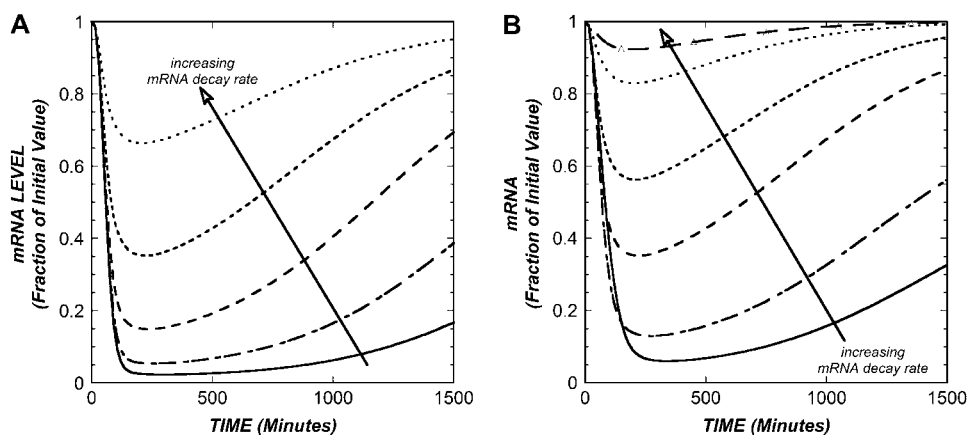 A
mRNA LEVEL
(Fraction of Initial Value)
1
0.8
0.6
0.4
0.2
0
increasing
mRNA decay rate
0
500
1000
1500
TIME (Minutes)
B
mRNA
(Fraction of Initial Value)
1
0.8
0.6
0.4
0.2
0
increasing
mRNA decay rate
0
500
1000
1500
TIME (Minutes)